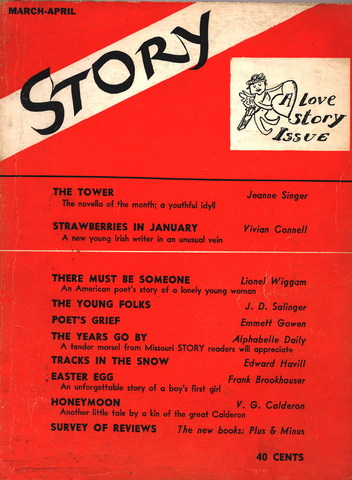 MARCH-APRIL
STORY
A Love
Story
ISSUE
THE TOWER Jeanne Singer
The novella of the month; a youthful idyll
STRAWBERRIES IN JANUARY Vivian Connell
A new young Irish writer in an unusual vein
THERE MUST BE SOMEONE Lionel Wiggam
An American poet's story of a lonely young woman
THE YOUNG FOLKS J. D. Salinger
POET'S GRIEF Emmett Gowen
THE YEARS GO BY Alphabelle Daily
A tender morsel from Missouri STORY readers will appreciate
TRACKS IN THE SNOW Edward Havill
EASTER EGG Frank Brookhouser
An unforgettable story of a boy's first girl
HONEYMOON V. G. Calderon
Another little tale by a kin of the great Calderon
SURVEY OF REVIEWS The new books: Plus & Minus
40 CENTS